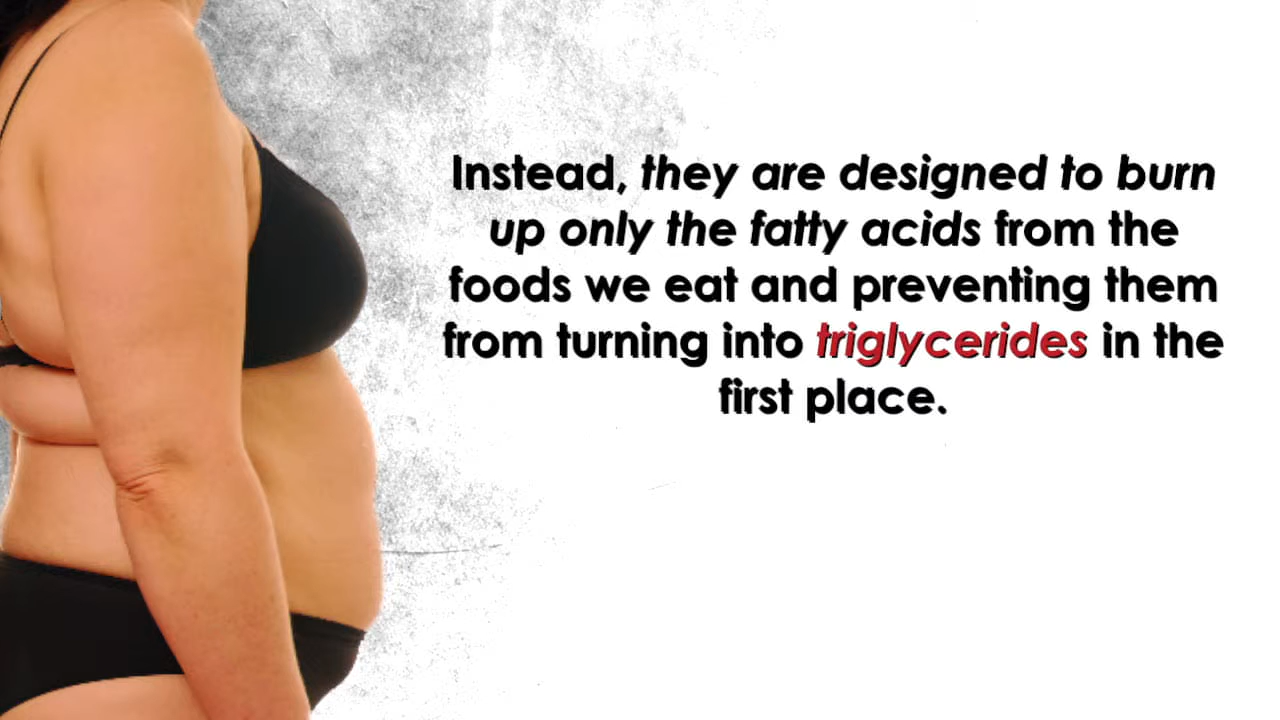 Instead, they are designed to burn
up only the fatty acids from the
foods we eat and preventing them
from turning into triglycerides in the
first place.